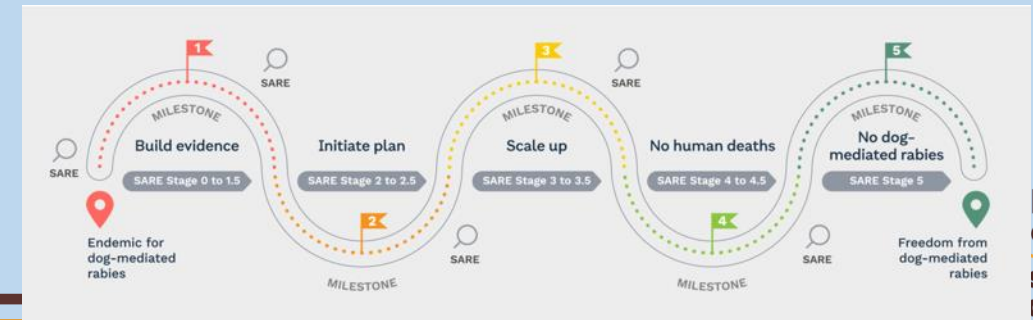 1
3
5
SARE
SARE
MILESTONE
MILESTONE
MILESTONE
Build evidence
Initiate plan
Scale up
No human deaths
No dog-
mediated rabies
SARE
SARE Stage 0 to 1.5
SARE Stage 2 to 2.5
SARE Stage 3 to 3.5
SARE Stage 4 to 4.5
SARE Stage 5
2
4
Endemic for
dog-mediated
rabies
SARE
SARE
Freedom from
dog-mediated
rabies
MILESTONE
MILESTONE